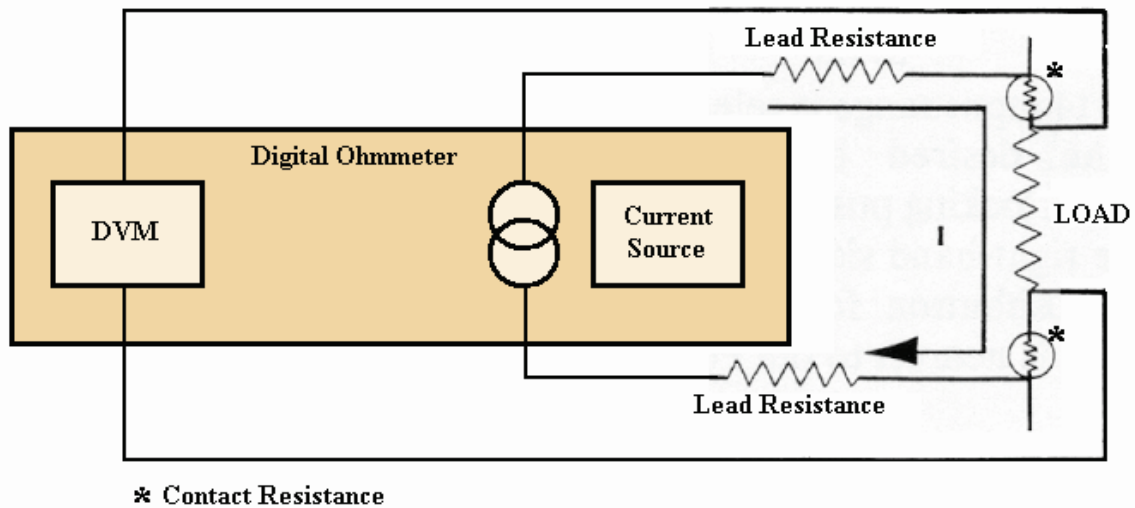 Lead Resistance
*
Digital Ohmmeter
DVM
Current
Source
I
LOAD
*
Lead Resistance
* Contact Resistance